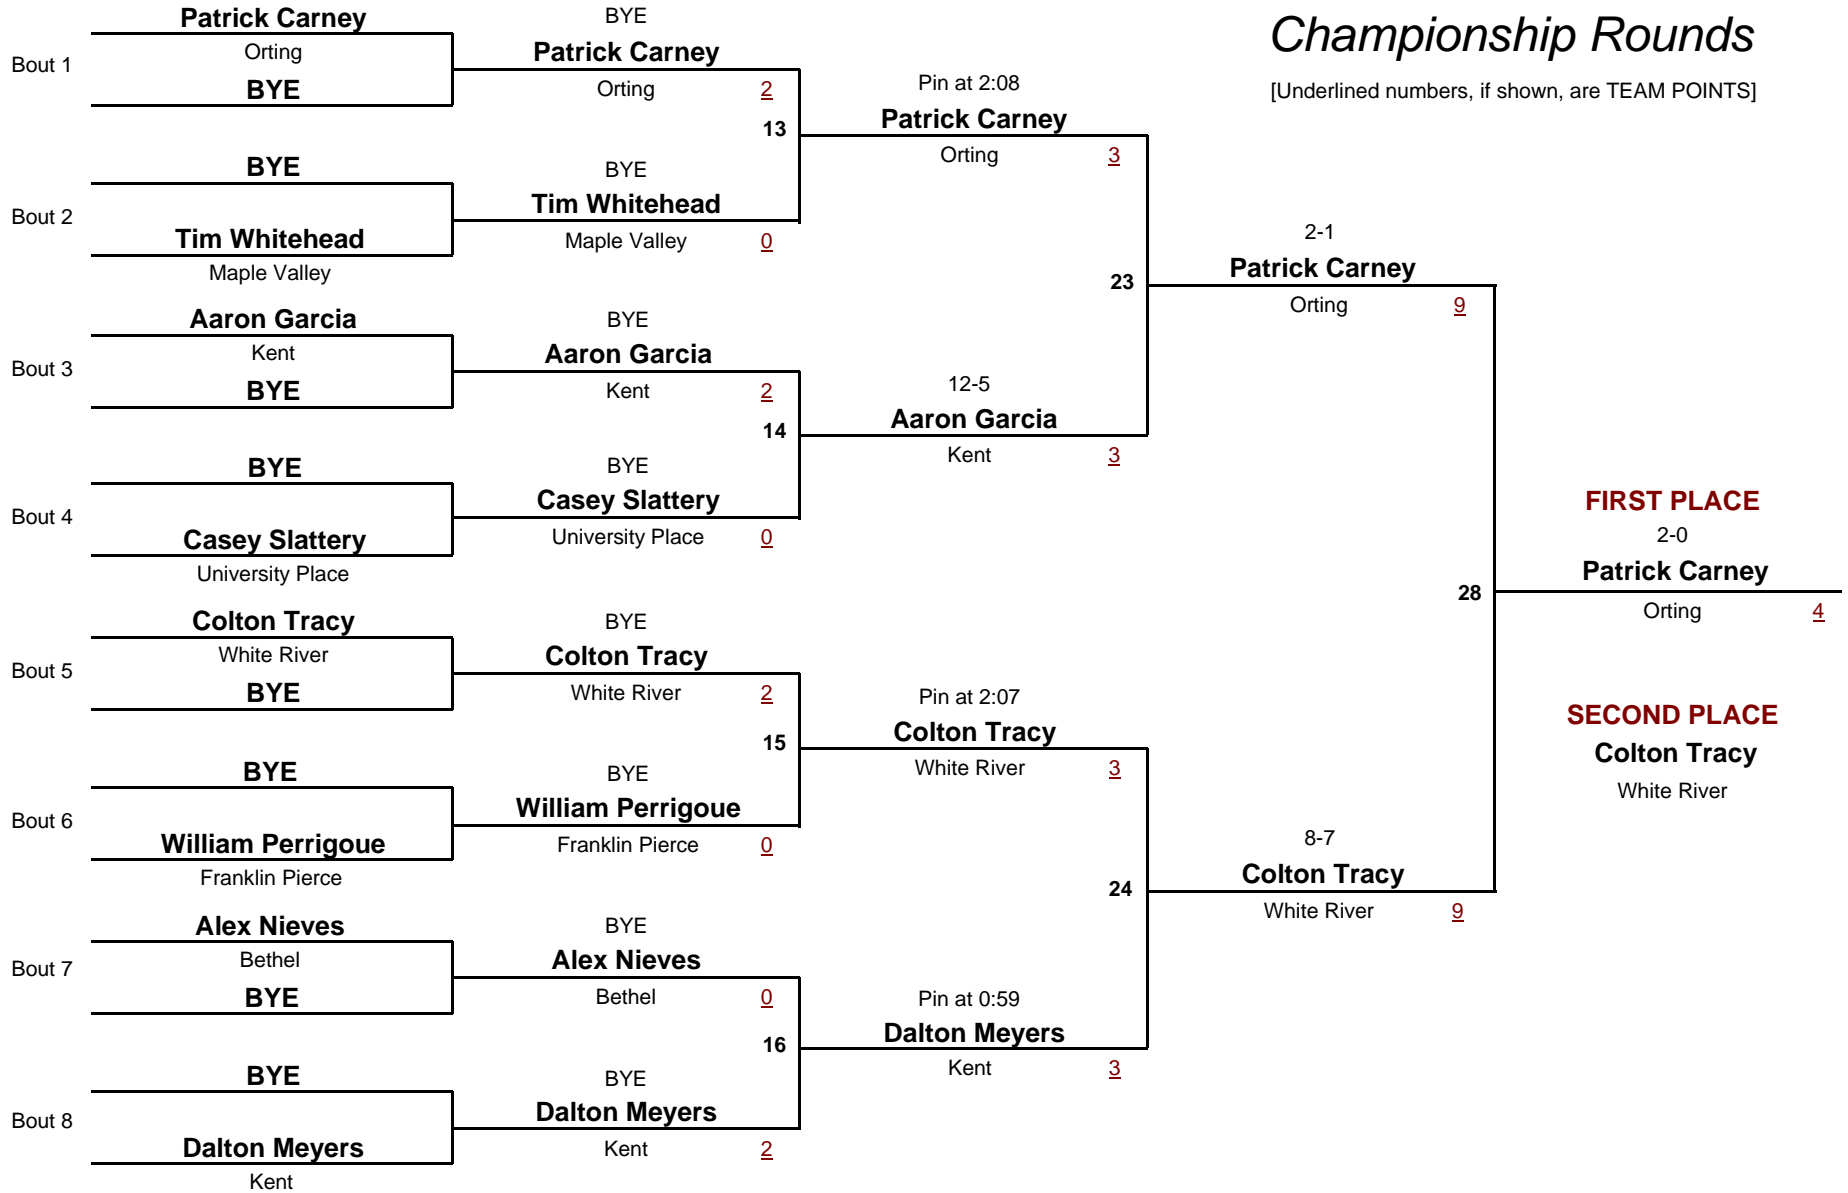 Championship Rounds
[Underlined numbers, if shown, are TEAM POINTS]
Bout 1
Patrick Carney
Orting
BYE
Bout 2
BYE
Tim Whitehead
Maple Valley
Bout 3
Aaron Garcia
Kent
BYE
Bout 4
BYE
Casey Slattery
University Place
Bout 5
Colton Tracy
White River
BYE
Bout 6
BYE
William Perrigoue
Franklin Pierce
Bout 7
Alex Nieves
Bethel
BYE
Bout 8
BYE
Dalton Meyers
Kent
BYE
Patrick Carney
Orting 2
13
BYE
Tim Whitehead
Maple Valley 0
BYE
Aaron Garcia
Kent 2
14
BYE
Casey Slattery
University Place 0
BYE
Colton Tracy
White River 2
15
BYE
William Perrigoue
Franklin Pierce 0
BYE
Alex Nieves
Bethel 0
16
BYE
Dalton Meyers
Kent 2
Pin at 2:08
Patrick Carney
Orting 3
23
12-5
Aaron Garcia
Kent 3
Pin at 2:07
Colton Tracy
White River 3
24
Pin at 0:59
Dalton Meyers
Kent 3
2-1
Patrick Carney
Orting 9
28
8-7
Colton Tracy
White River 9
FIRST PLACE
2-0
Patrick Carney
Orting 4
SECOND PLACE
Colton Tracy
White River